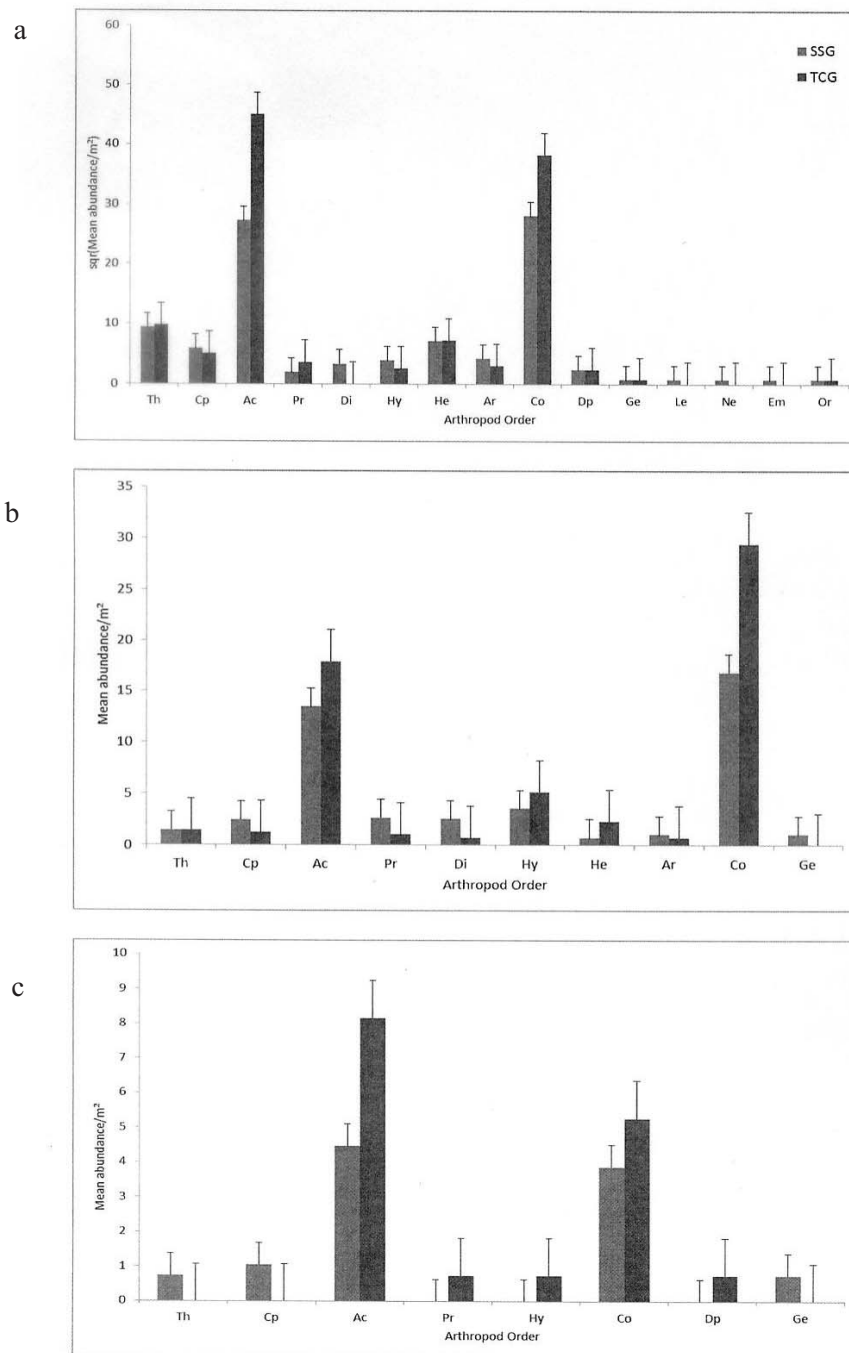 a
60
50
40
30
20
10
0
sqr(Mean abundance/m²)
SSG
TCG
Th Cp Ac Pr Di Hy He Ar Co Dp Ge Le Ne Em Or
Arthropod Order
b
35
30
25
20
15
10
5
0
Mean abundance/m²
Th Cp Ac Pr Di Hy He Ar Co Ge
Arthropod Order
c
10
9
8
7
6
5
4
3
2
1
0
Mean abundance/m²
Th Cp Ac Pr Hy Co Dp Ge
Arthropod Order